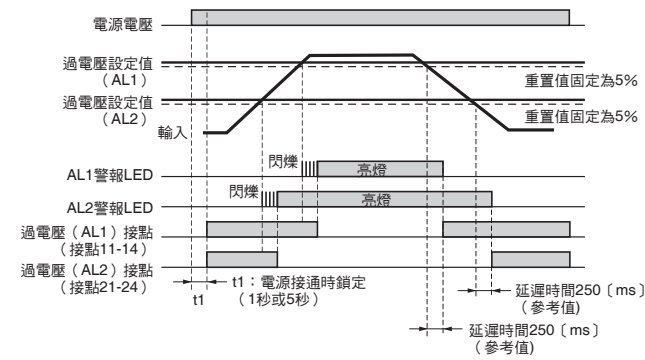 電源電壓
過電壓設定值
（AL1）
重置值固定為5%
過電壓設定值
（AL2）
重置值固定為5%
輸入
閃爍
亮燈
AL1警報LED
閃爍
亮燈
AL2警報LED
過電壓（AL1）接點
（接點11-14）
過電壓（AL2）接點
（接點21-24）
t1
t1：電源接通時鎖定
（1秒或5秒）
延遲時間250〔ms〕
（參考值)
延遲時間250〔ms〕
（參考值)